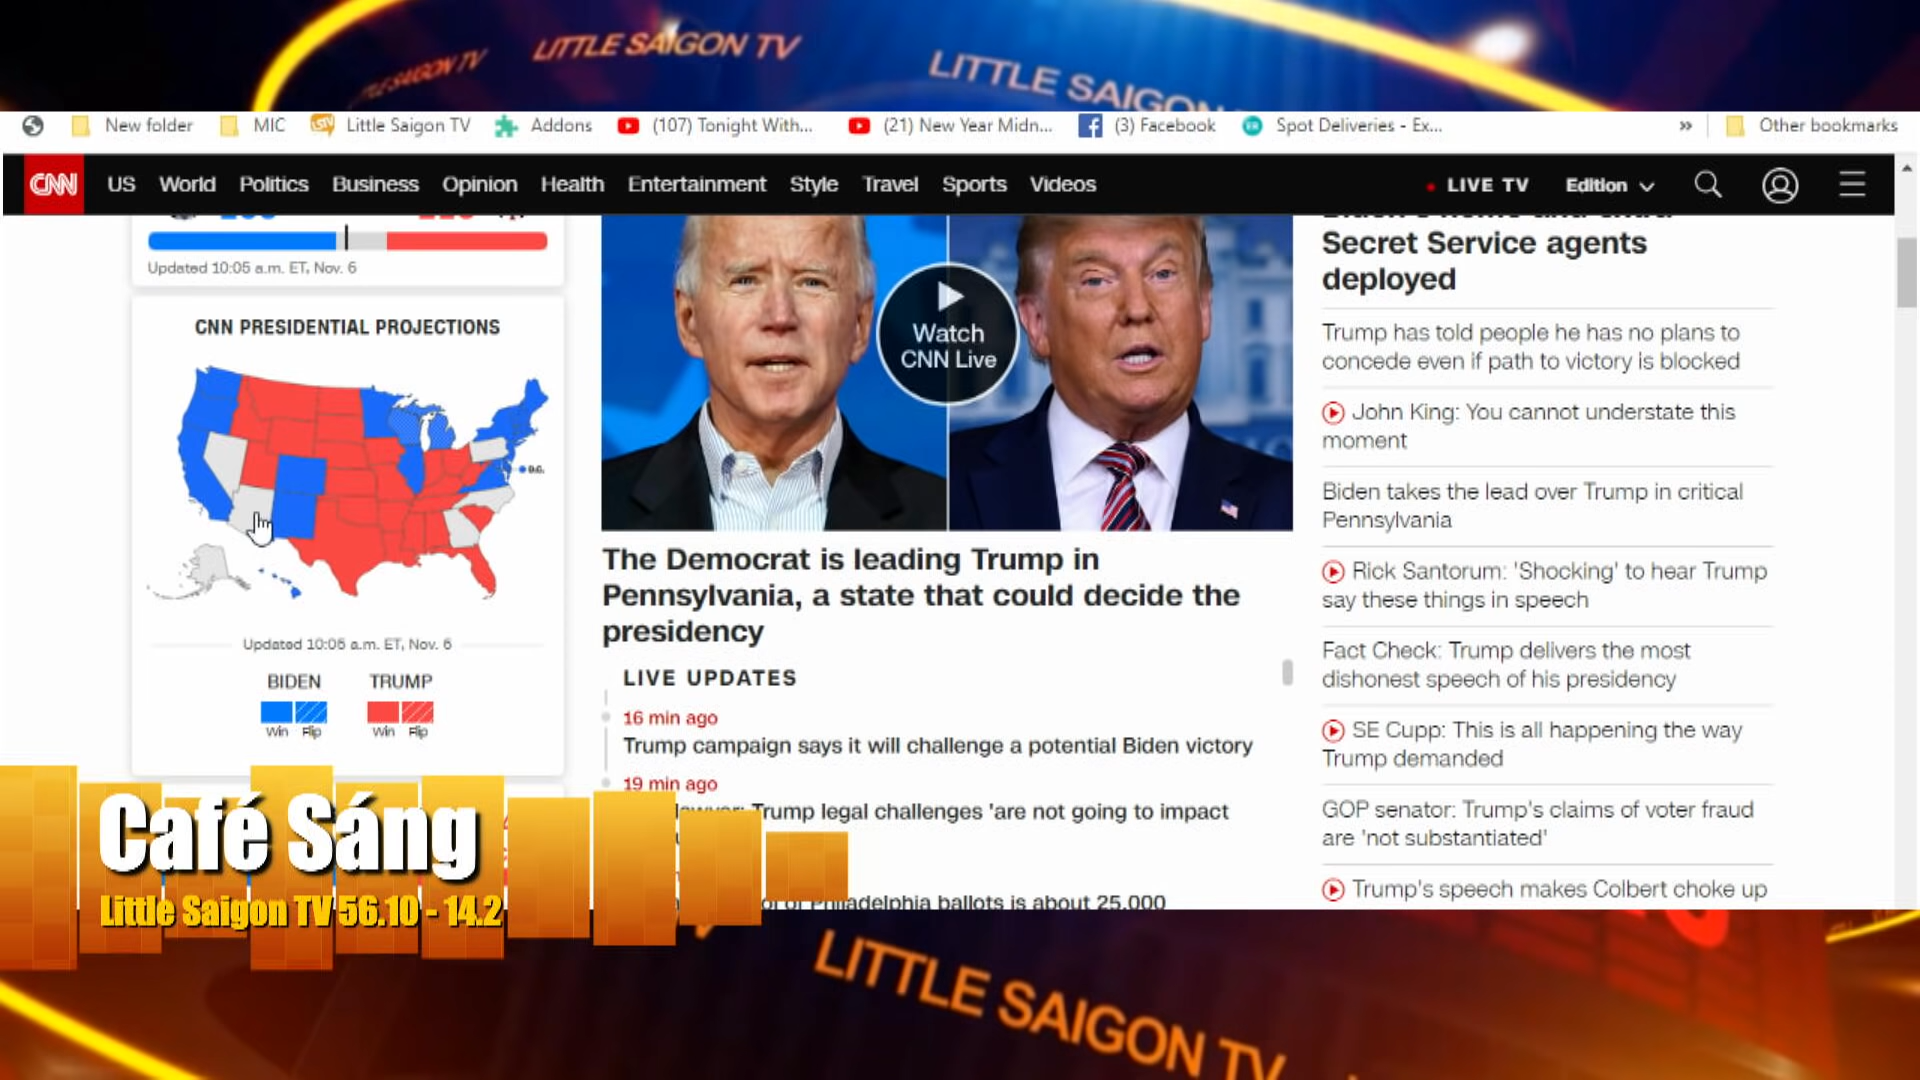 LITTLE SAIGON TV
LITTLE SAIGON TV
LITTLE SAIGON
New folder
MIC
Little Saigon TV
Addons
(107) Tonight With...
(21) New Year Midn...
(3) Facebook
Spot Deliveries - Ex...
»
Other bookmarks
CNN
US
World
Politics
Business
Opinion
Health
Entertainment
Style
Travel
Sports
Videos
LIVE TV
Edition
Updated 10:05 a.m. ET, Nov. 6
CNN PRESIDENTIAL PROJECTIONS
D.C.
Updated 10:05 a.m. ET, Nov. 6
BIDEN
TRUMP
Win
Flip
Win
Flip
Watch
CNN Live
The Democrat is leading Trump in
Pennsylvania, a state that could decide the
presidency
LIVE UPDATES
16 min ago
Trump campaign says it will challenge a potential Biden victory
19 min ago
Trump legal challenges 'are not going to impact
ballots is about 25,000
Secret Service agents
deployed
Trump has told people he has no plans to
concede even if path to victory is blocked
John King: You cannot understate this
moment
Biden takes the lead over Trump in critical
Pennsylvania
Rick Santorum: 'Shocking' to hear Trump
say these things in speech
Fact Check: Trump delivers the most
dishonest speech of his presidency
SE Cupp: This is all happening the way
Trump demanded
GOP senator: Trump's claims of voter fraud
are 'not substantiated'
Trump's speech makes Colbert choke up
Café Sáng
Little Saigon TV 56.10 - 14.2
LITTLE SAIGON TV